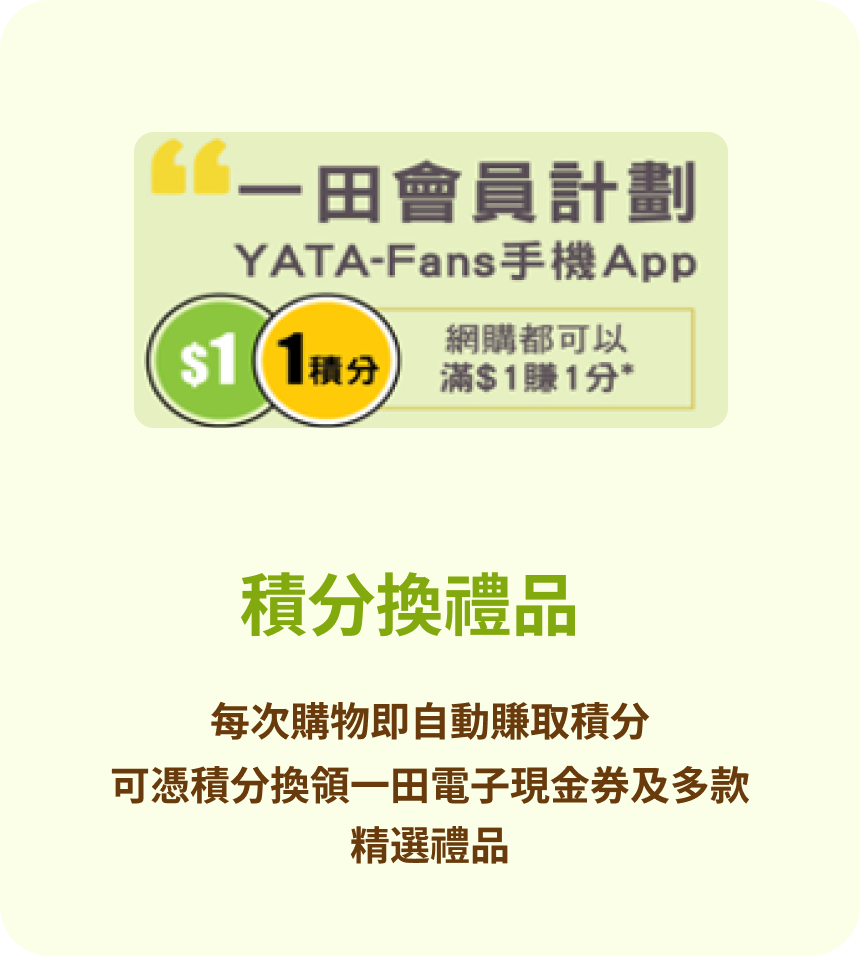 “一田會員計劃
YATA-Fans手機App
$1
1積分
網購都可以
滿$1賺1分*
積分換禮品
每次購物即自動賺取積分
可憑積分換領一田電子現金券及多款
精選禮品